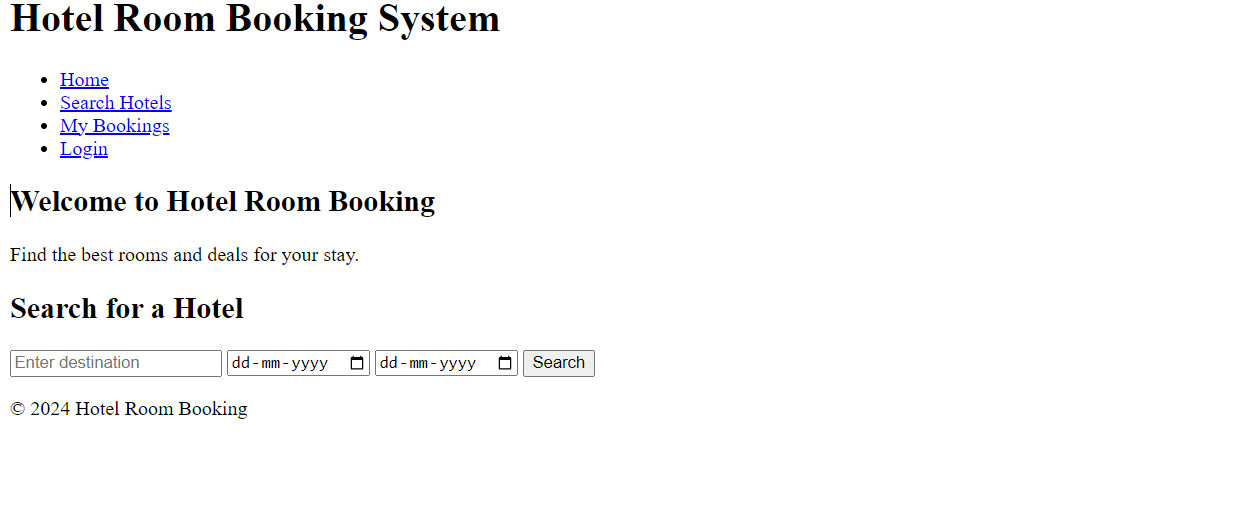 Hotel Room Booking System
Home
Search Hotels
My Bookings
Login
Welcome to Hotel Room Booking
Find the best rooms and deals for your stay.
Search for a Hotel
Enter destination dd-mm-yyyy dd-mm-yyyy Search
© 2024 Hotel Room Booking